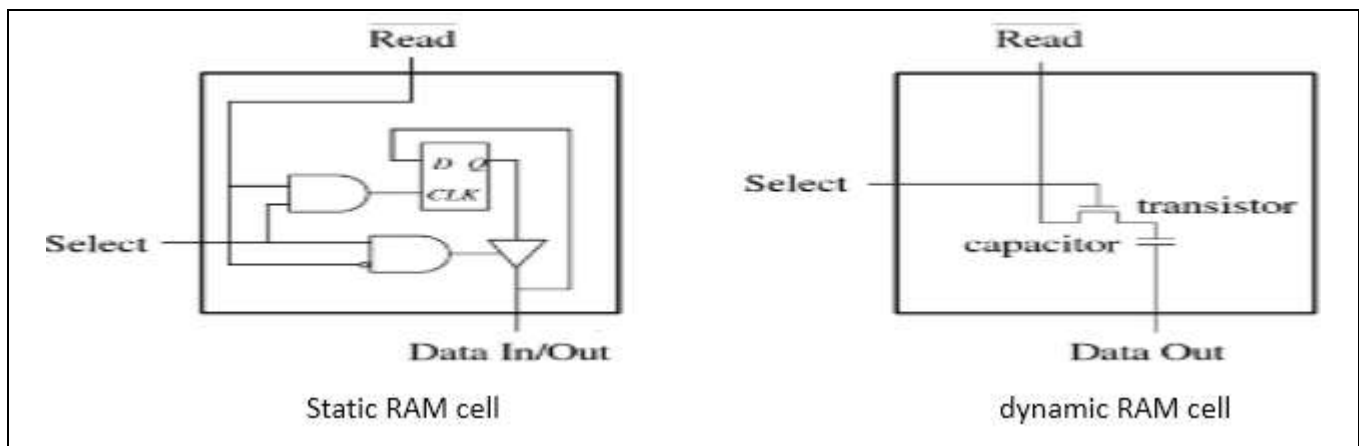 Read
Select
D Q
CLK
Data In/Out
Static RAM cell
Read
Select
transistor
capacitor
Data Out
dynamic RAM cell